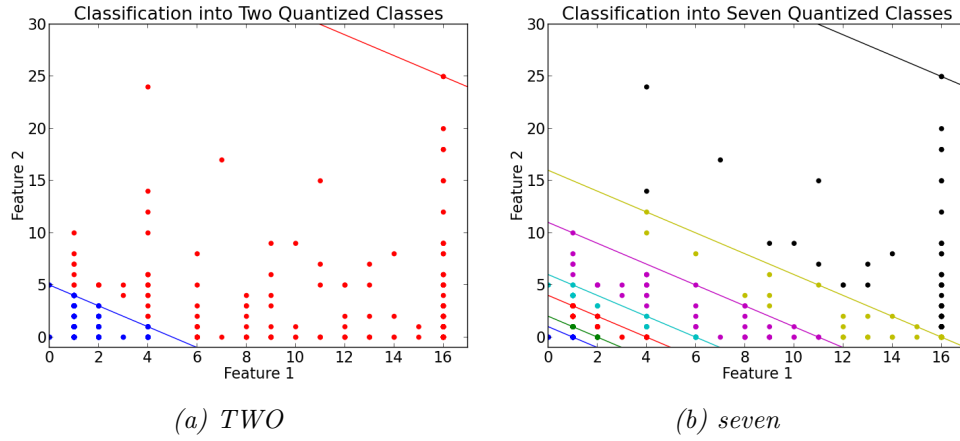 Classification into Two Quantized Classes
30
25
20
15
10
5
0
Feature 2
0 2 4 6 8 10 12 14 16
Feature 1
(a) TWO
Classification into Seven Quantized Classes
30
25
20
15
10
5
0
Feature 2
0 2 4 6 8 10 12 14 16
Feature 1
(b) seven